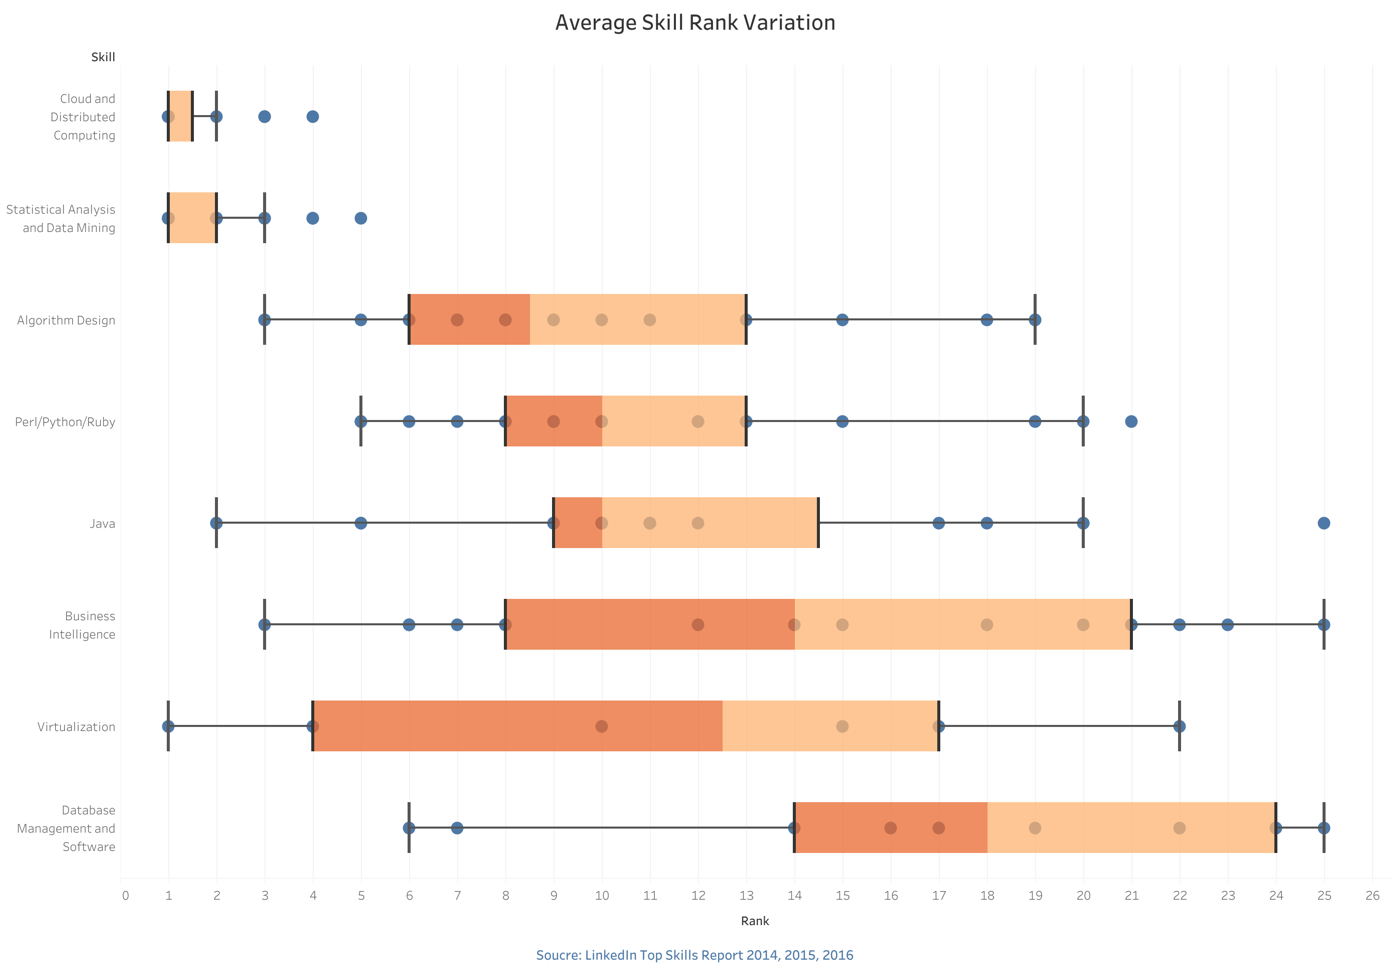 Average Skill Rank Variation
Skill
Cloud and
Distributed
Computing
Statistical Analysis
and Data Mining
Algorithm Design
Perl/Python/Ruby
Java
Business
Intelligence
Virtualization
Database
Management and
Software
0 1 2 3 4 5 6 7 8 9 10 11 12 13 14 15 16 17 18 19 20 21 22 23 24 25 26
Rank
Soucre: LinkedIn Top Skills Report 2014, 2015, 2016